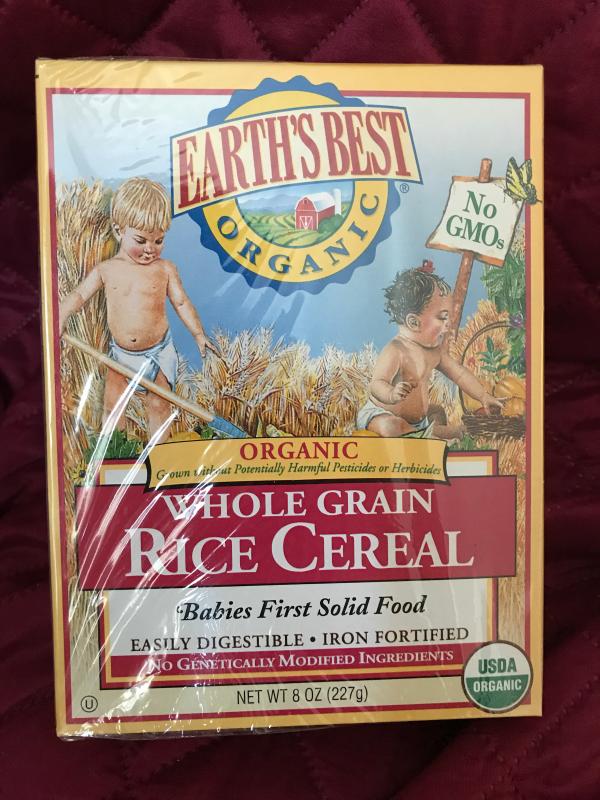 EARTH'S BEST
®
ORGANIC
No
GMOs
ORGANIC
Grown Without Potentially Harmful Pesticides or Herbicides
WHOLE GRAIN
RICE CEREAL
Babies First Solid Food
EASILY DIGESTIBLE • IRON FORTIFIED
NO GENETICALLY MODIFIED INGREDIENTS
USDA
ORGANIC
NET WT 8 OZ (227g)
U